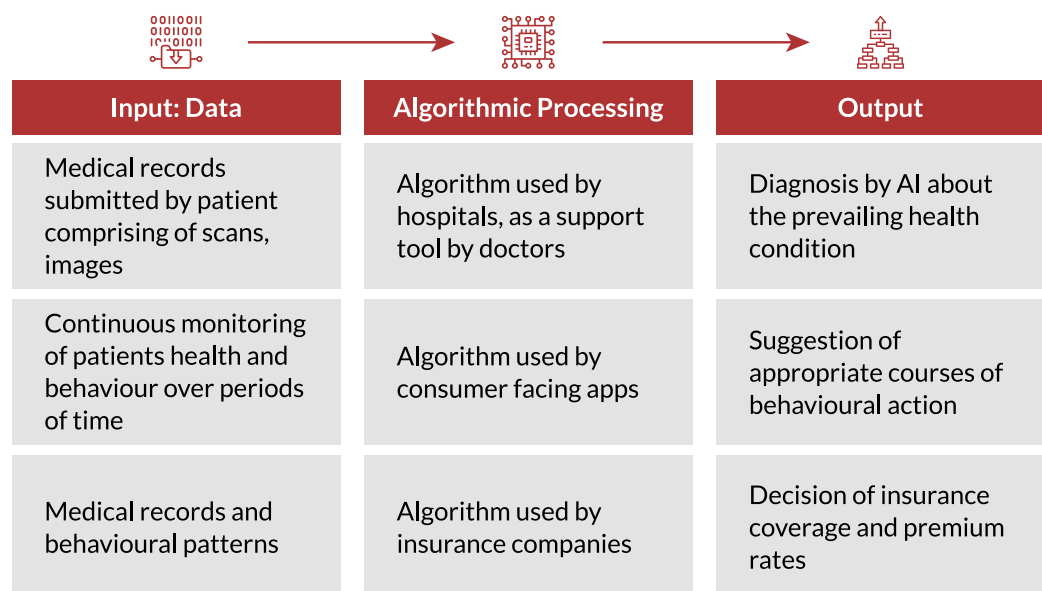 00110011
01011010
Input: Data
Algorithmic Processing
Output
Medical records
submitted by patient
comprising of scans,
images
Algorithm used by
hospitals, as a support
tool by doctors
Diagnosis by AI about
the prevailing health
condition
Continuous monitoring
of patients health and
behaviour over periods
of time
Algorithm used by
consumer facing apps
Suggestion of
appropriate courses of
behavioural action
Medical records and
behavioural patterns
Algorithm used by
insurance companies
Decision of insurance
coverage and premium
rates